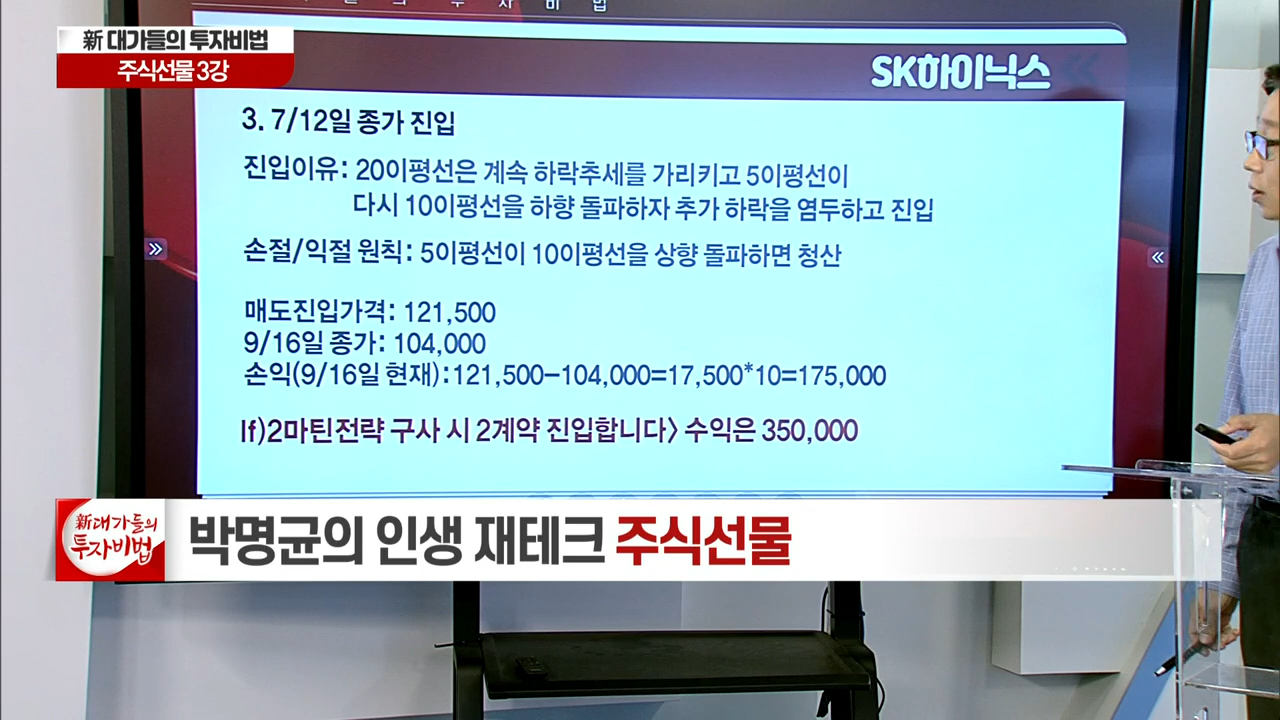 투 자 비 법
新 대가들의 투자비법
주식선물 3강
SK하이닉스
3. 7/12일 종가 진입
진입이유: 20이평선은 계속 하락추세를 가리키고 5이평선이
다시 10이평선을 하향 돌파하자 추가 하락을 염두하고 진입
손절/익절 원칙: 5이평선이 10이평선을 상향 돌파하면 청산
매도진입가격: 121,500
9/16일 종가: 104,000
손익(9/16일 현재):121,500-104,000=17,500*10=175,000
If)2마틴전략 구사 시 2계약 진입합니다> 수익은 350,000
新대가들의
투자비법
박명균의 인생 재테크 주식선물